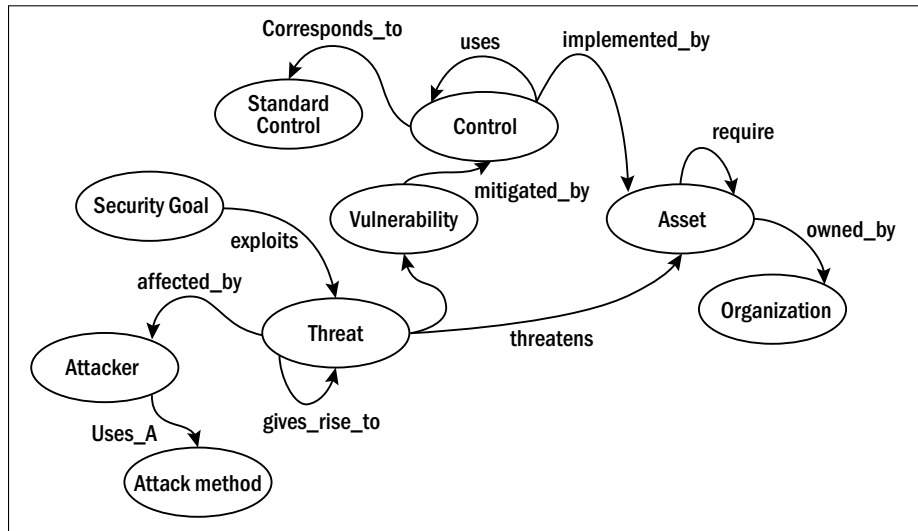 Corresponds_to
uses
implemented_by
Standard
Control
Control
require
mitigated_by
Security Goal
Vulnerability
Asset
exploits
owned_by
affected_by
Organization
Threat
threatens
Attacker
gives_rise_to
Uses_A
Attack method